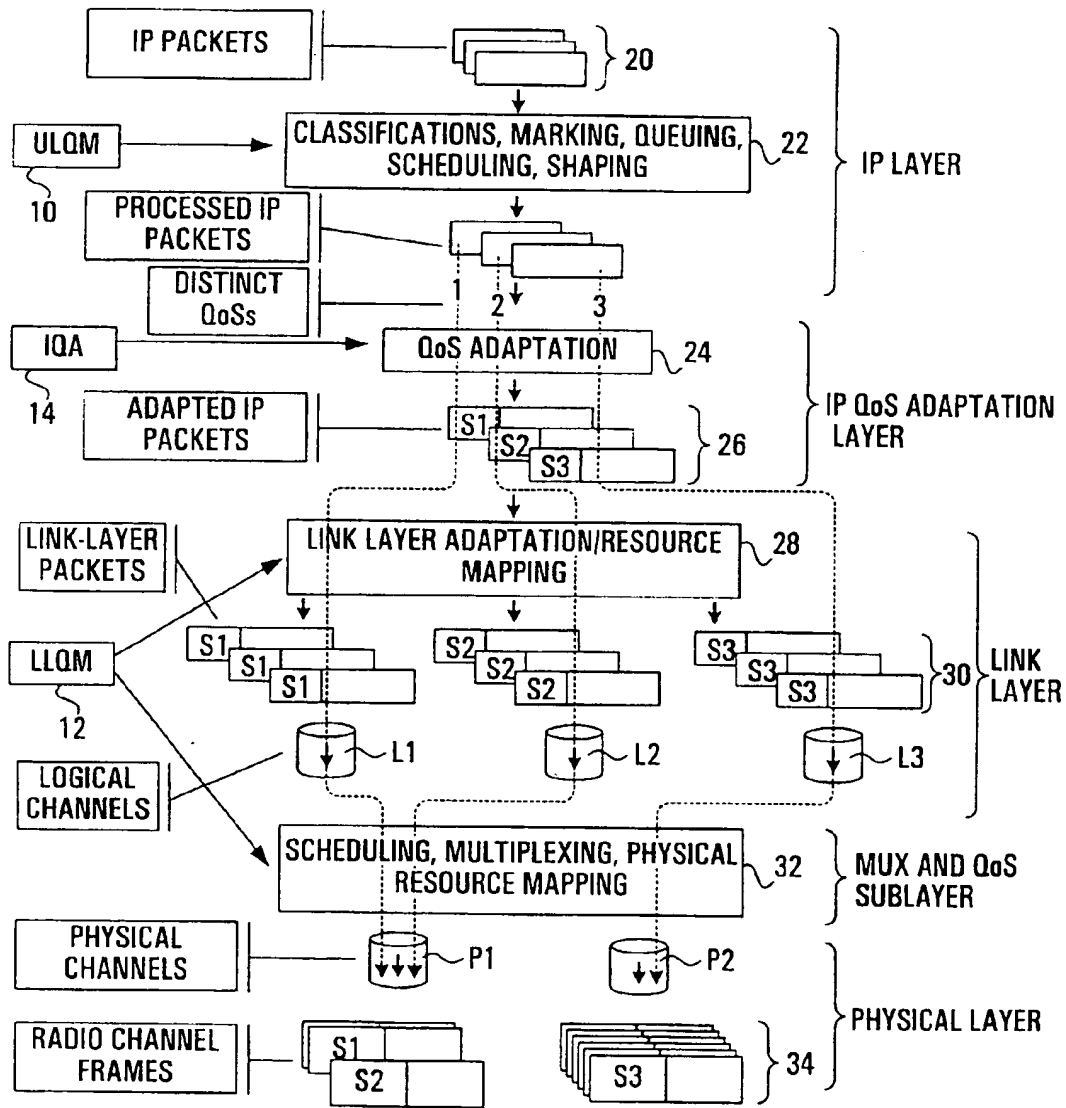 IP PACKETS
20
ULQM
10
CLASSIFICATIONS, MARKING, QUEUING,
SCHEDULING, SHAPING
22
IP LAYER
PROCESSED IP
PACKETS
DISTINCT
QoSs
1
2
3
IQA
14
QoS ADAPTATION
24
IP QoS ADAPTATION
LAYER
ADAPTED IP
PACKETS
S1
S2
S3
26
LINK-LAYER
PACKETS
LINK LAYER ADAPTATION/RESOURCE
MAPPING
28
LLQM
12
S1
S1
S1
S2
S2
S2
S3
S3
S3
30
LINK
LAYER
LOGICAL
CHANNELS
L1
L2
L3
SCHEDULING, MULTIPLEXING, PHYSICAL
RESOURCE MAPPING
32
MUX AND QoS
SUBLAYER
PHYSICAL
CHANNELS
P1
P2
PHYSICAL LAYER
RADIO CHANNEL
FRAMES
S1
S2
S3
34